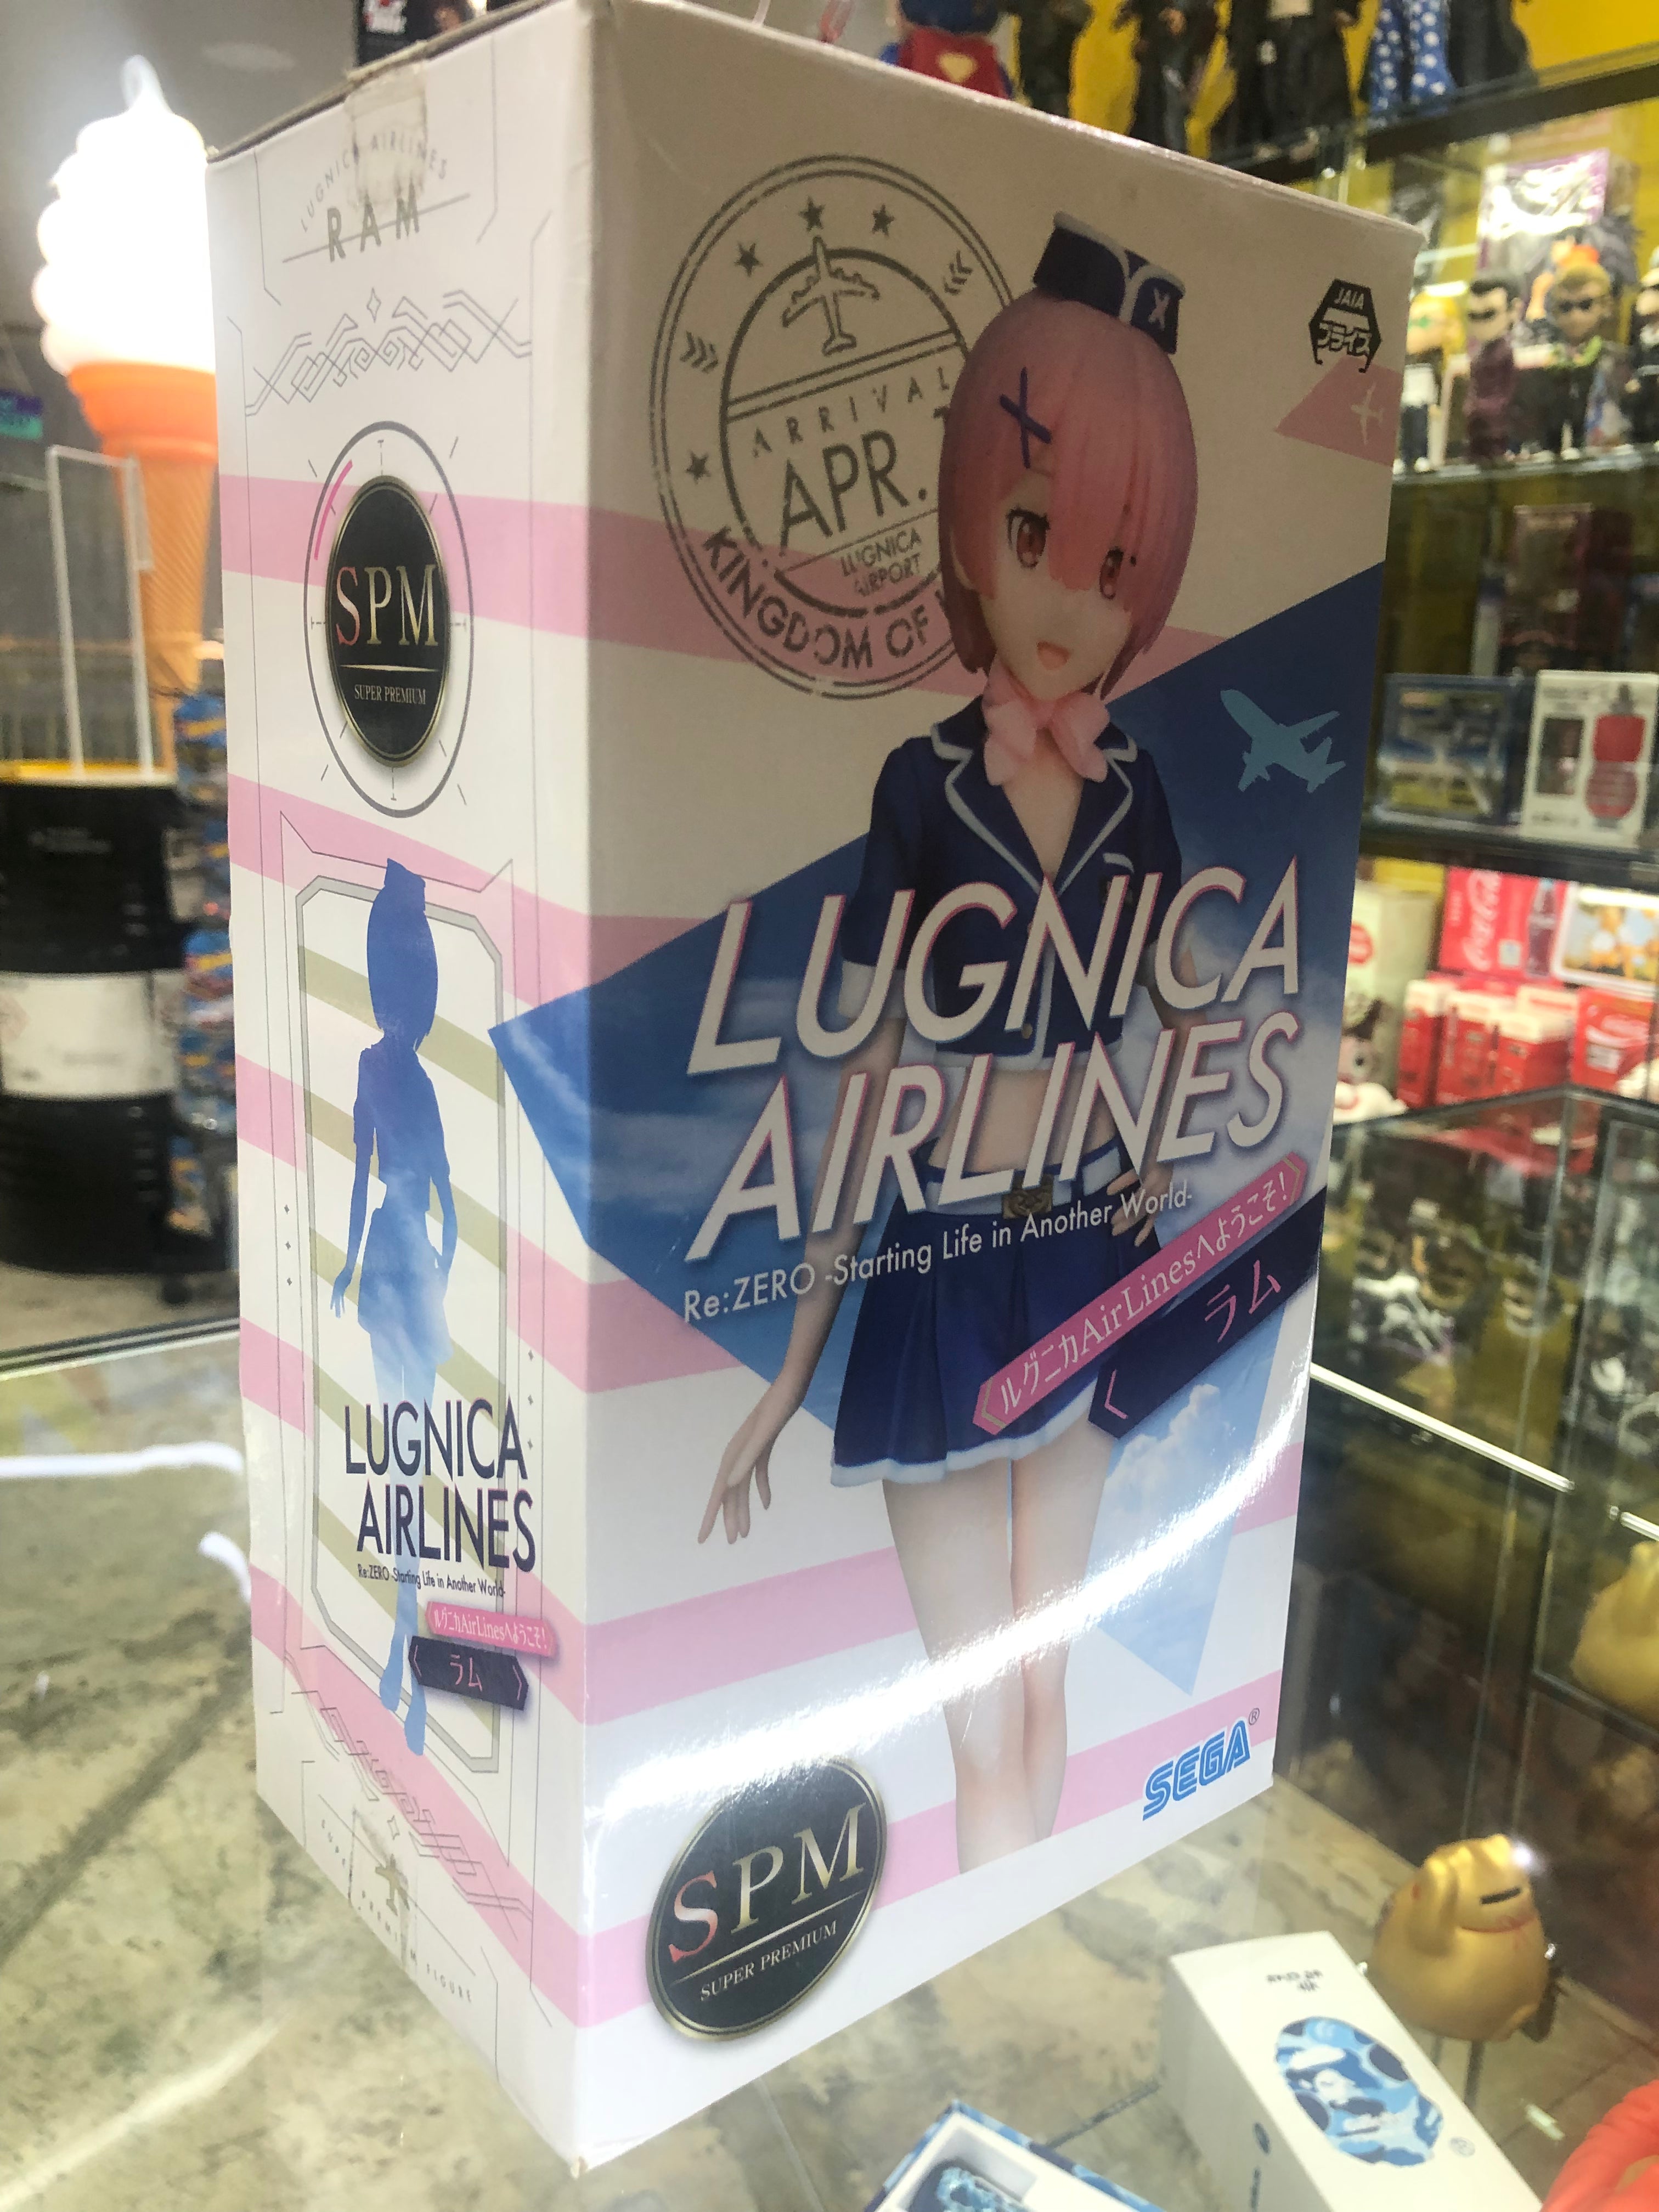 LUGNICA AIRLINES
RAM
SPM
SUPER PREMIUM
LUGNICA
AIRLINES
Re:ZERO -Starting Life in Another World-
ルグニカAirLinesへようこそ!
ラム
PREMIUM FIGURE
ARRIVAL
APR.
LUGNICA
AIRPORT
KINGDOM OF
JAIA
プライズ
LUGNICA
AIRLINES
Re:ZERO -Starting Life in Another World-
ルグニカAirLinesへようこそ!
ラム
SEGA®
SPM
SUPER PREMIUM
Coca-Cola